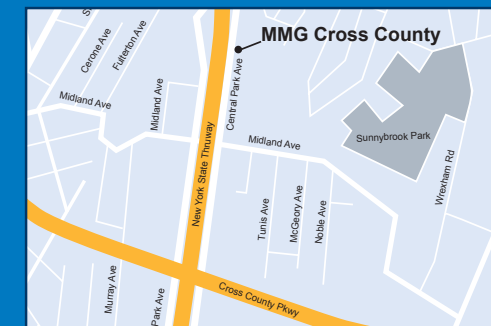 MMG Cross County
Cerone Ave
Fullerton Ave
Midland Ave
Midland Ave
Central Park Ave
Midland Ave
Sunnybrook Park
Wrexham Rd
New York State Thruway
Tunis Ave
McGeory Ave
Noble Ave
Murray Ave
Park Ave
Cross County Pkwy